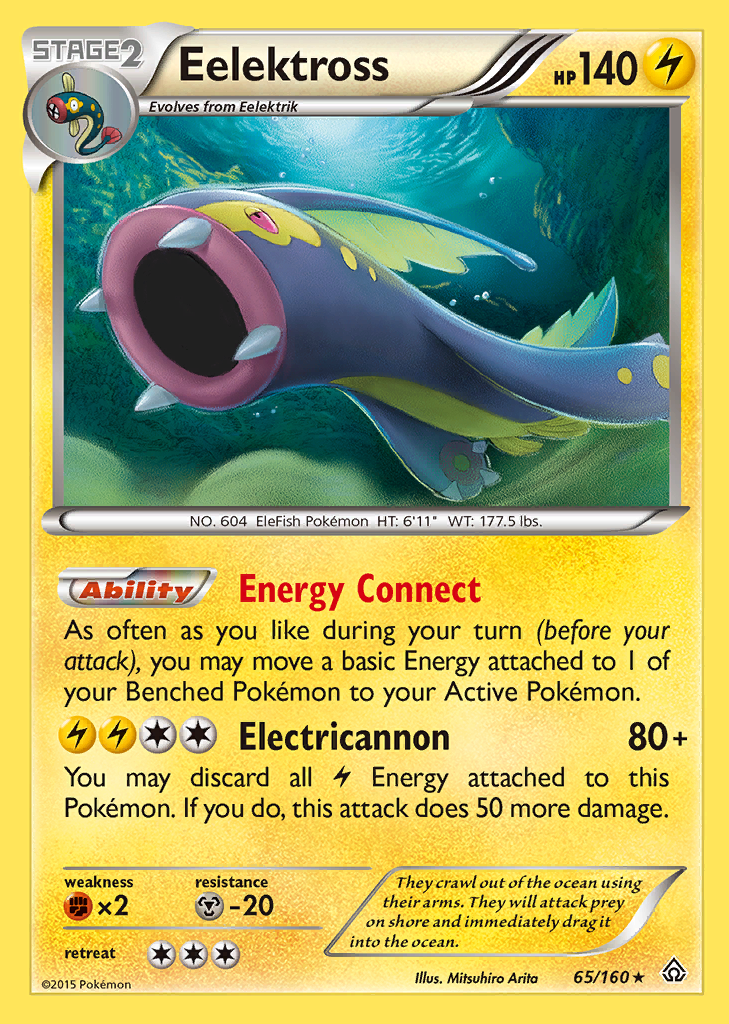 STAGE2
Eelektross
HP 140
Evolves from Eelektrik
NO. 604 EleFish Pokémon HT: 6'11" WT: 177.5 lbs.
Ability Energy Connect
As often as you like during your turn (before your
attack), you may move a basic Energy attached to 1 of
your Benched Pokémon to your Active Pokémon.
Electricannon 80+
You may discard all Energy attached to this
Pokémon. If you do, this attack does 50 more damage.
weakness
×2
resistance
-20
retreat
They crawl out of the ocean using
their arms. They will attack prey
on shore and immediately drag it
into the ocean.
©2015 Pokémon
Illus. Mitsuhiro Arita
65/160 ★